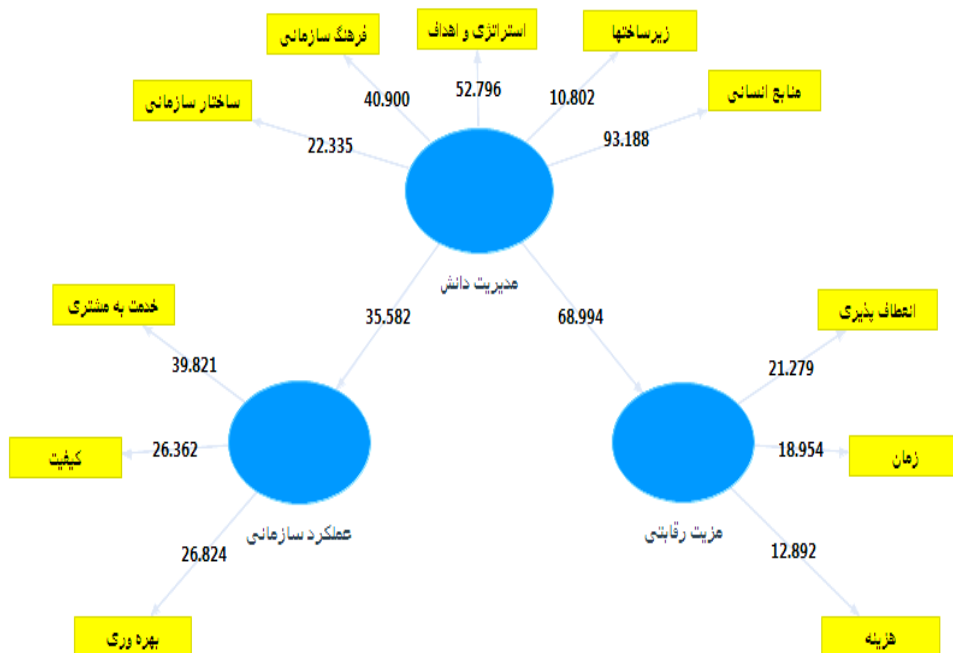 استراتژی و اهداف
زیرساختها
فرهنگ سازمانی
منابع انسانی
ساختار سازمانی
52.796
10.802
40.900
93.188
22.335
مدیریت دانش
35.582
68.994
خدمت به مشتری
انعطاف پذیری
39.821
21.279
کیفیت
26.362
18.954
زمان
عملکرد سازمانی
مزیت رقابتی
26.824
12.892
بهره وری
هزینه